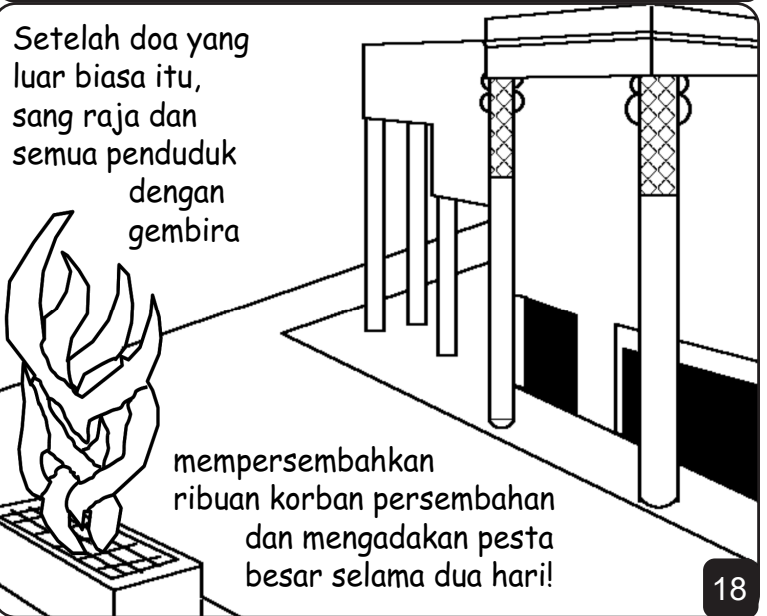 Setelah doa yang
luar biasa itu,
sang raja dan
semua penduduk
dengan
gembira
mempersembahkan
ribuan korban persembahan
dan mengadakan pesta
besar selama dua hari!
18